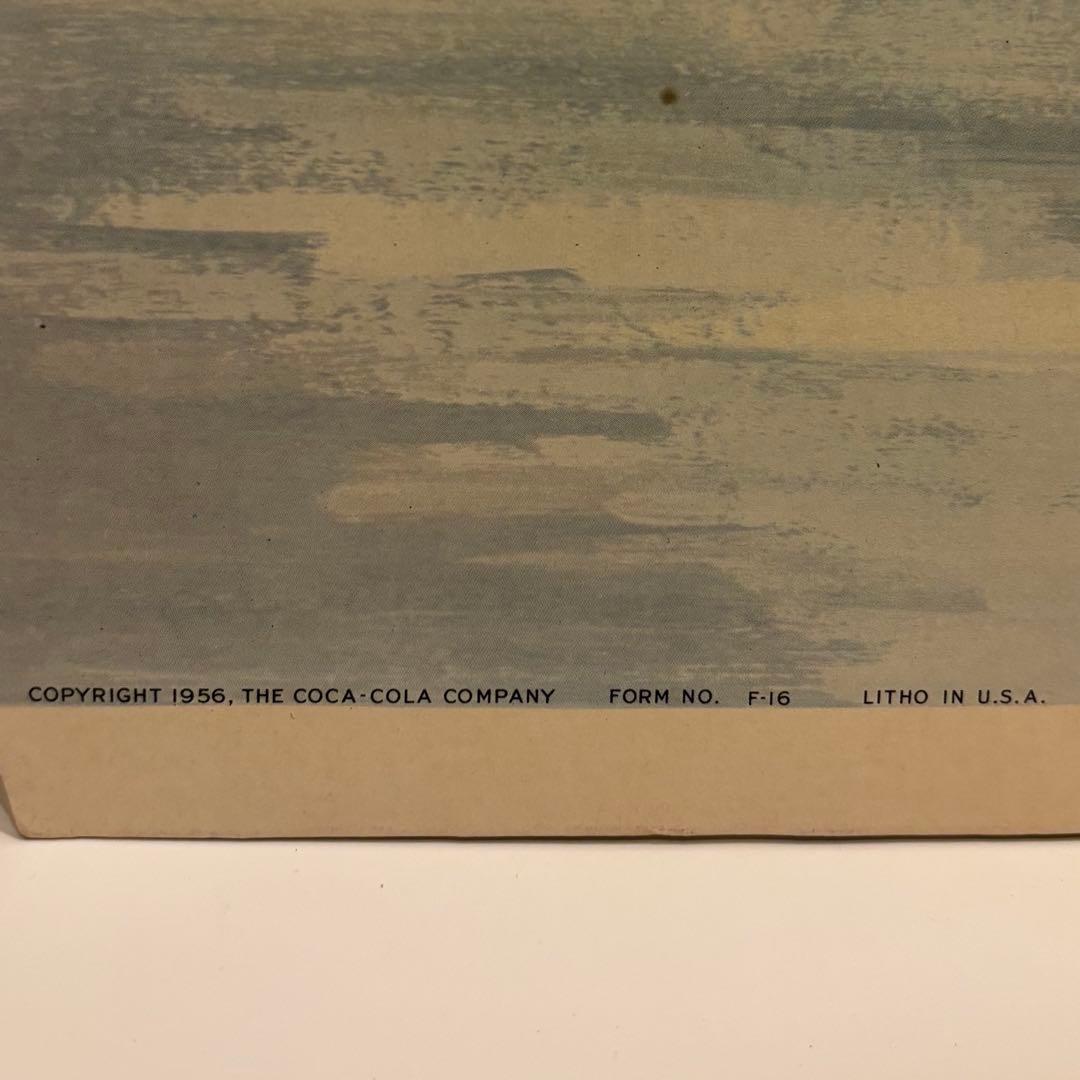 COPYRIGHT 1956, THE COCA-COLA COMPANY FORM NO. F-16 LITHO IN U.S.A.